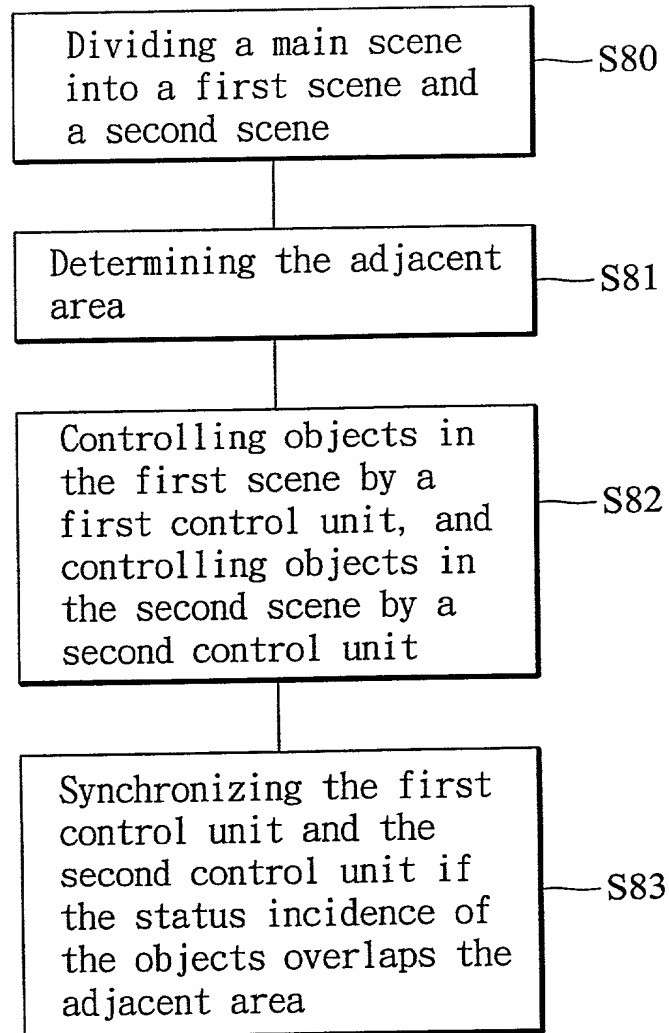 Dividing a main scene
into a first scene and
a second scene
S80
Determining the adjacent
area
S81
Controlling objects in
the first scene by a
first control unit, and
controlling objects in
the second scene by a
second control unit
S82
Synchronizing the first
control unit and the
second control unit if
the status incidence of
the objects overlaps the
adjacent area
S83